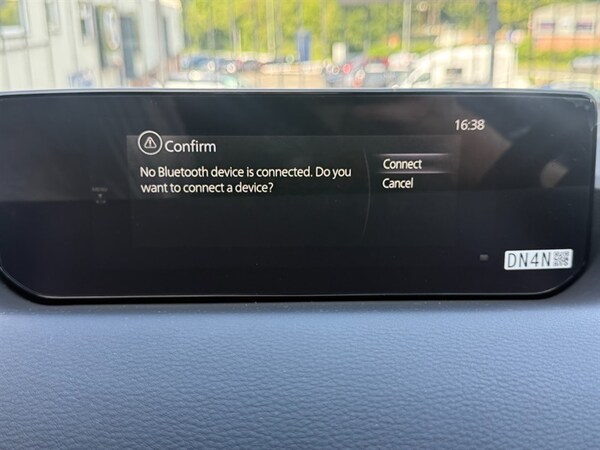 16:38
Confirm
No Bluetooth device is connected. Do you
want to connect a device?
Connect
Cancel
DN4N